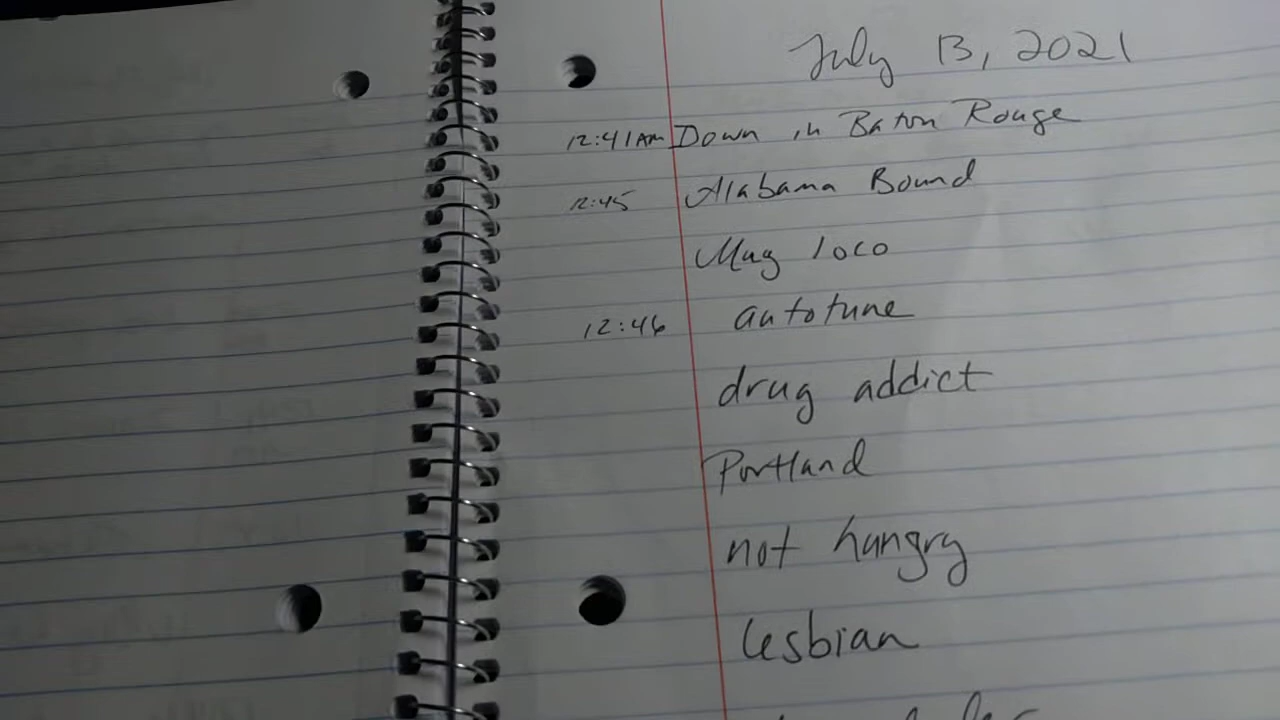 July 13, 2021
12:41AM Down in Baton Rouge
12:45 Alabama Bound
Muy loco
12:46 autotune
drug addict
Portland
not hungry
lesbian